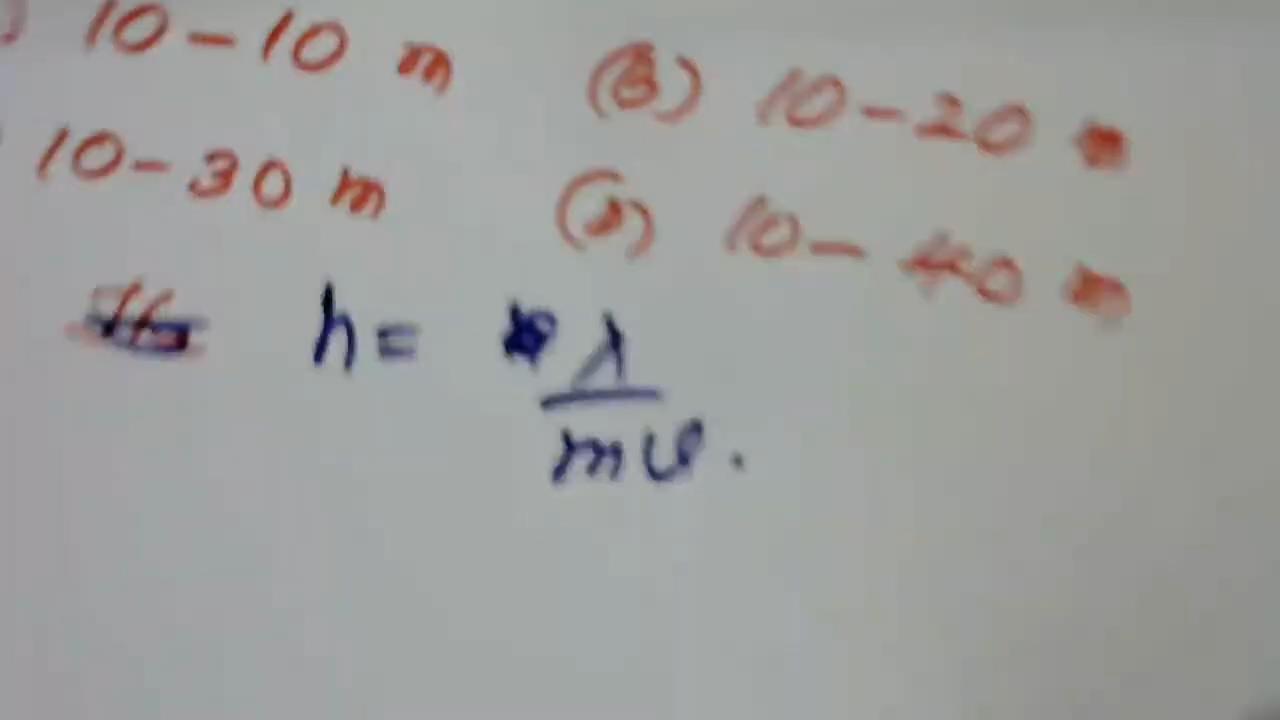 ) 10-10 m (B) 10-20 m
10-30 m (D) 10-40 m
h = λ
mv.